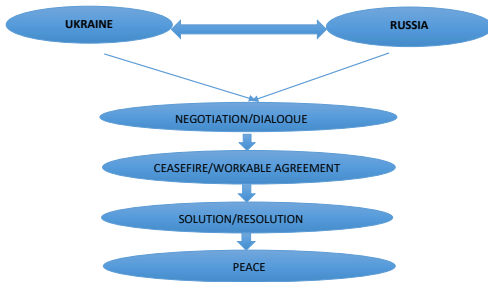 UKRAINE
RUSSIA
NEGOTIATION/DIALOQUE
CEASEFIRE/WORKABLE AGREEMENT
SOLUTION/RESOLUTION
PEACE